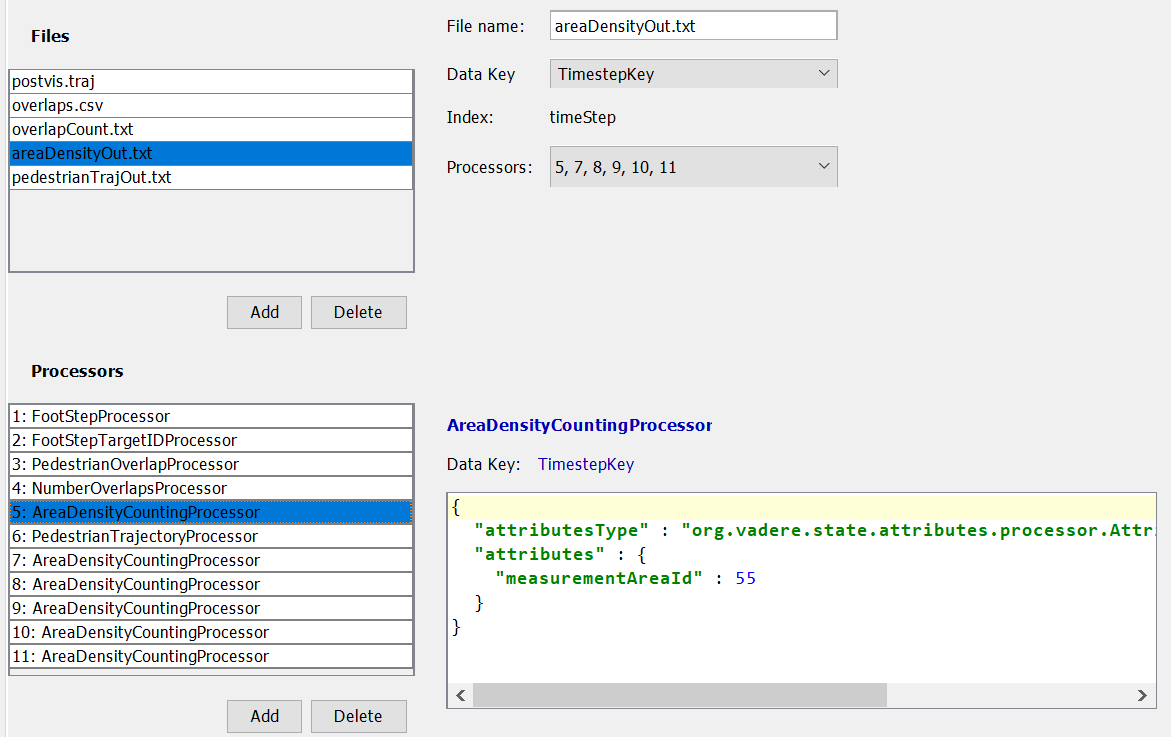 Files
postvis.traj
overlaps.csv
overlapCount.txt
areaDensityOut.txt
pedestrianTrajOut.txt
Add Delete
File name: areaDensityOut.txt
Data Key TimestepKey
Index: timeStep
Processors: 5, 7, 8, 9, 10, 11
Processors
1: FootStepProcessor
2: FootStepTargetIDProcessor
3: PedestrianOverlapProcessor
4: NumberOverlapsProcessor
5: AreaDensityCountingProcessor
6: PedestrianTrajectoryProcessor
7: AreaDensityCountingProcessor
8: AreaDensityCountingProcessor
9: AreaDensityCountingProcessor
10: AreaDensityCountingProcessor
11: AreaDensityCountingProcessor
Add Delete
AreaDensityCountingProcessor
Data Key: TimestepKey
{
"attributesType" : "org.vadere.state.attributes.processor.Attr
"attributes" : {
"measurementAreaId" : 55
}
}